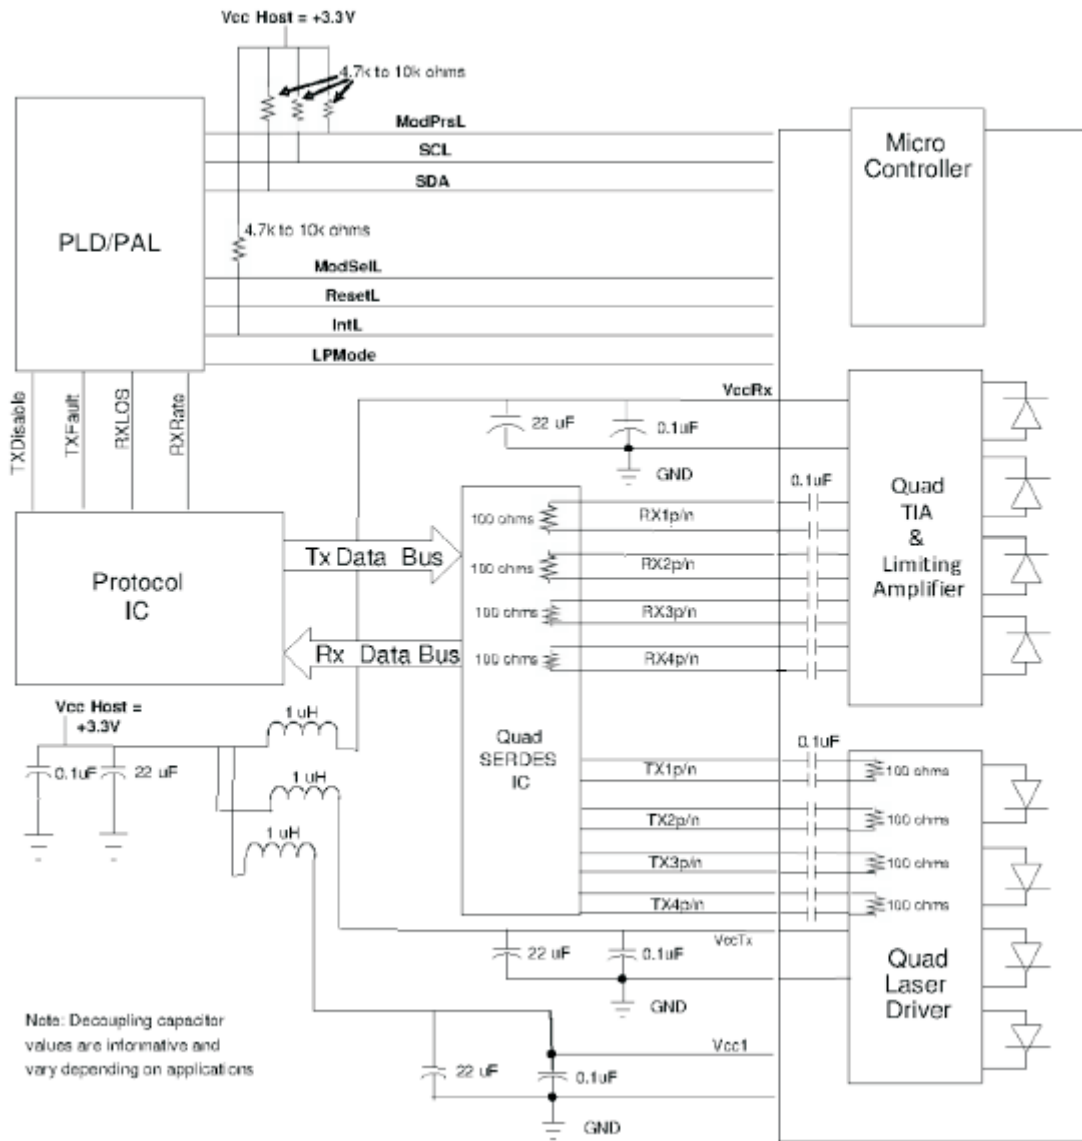 Vcc Host = +3.3V
4.7k to 10k ohms
ModPrsL
SCL
SDA
Micro
Controller
PLD/PAL
4.7k to 10k ohms
ModSelL
ResetL
IntL
LPMode
TXDisable
TXFault
RXLOS
RXRate
VccRx
22 uF
0.1uF
GND
0.1uF
100 ohms
RX1p/n
100 ohms
RX2p/n
100 ohms
RX3p/n
100 ohms
RX4p/n
Quad
TIA
&
Limiting
Amplifier
Tx Data Bus
Protocol
IC
Rx Data Bus
Vcc Host =
+3.3V
1 uH
0.1uF
22 uF
1 uH
1 uH
Quad
SERDES
IC
0.1uF
TX1p/n
100 ohms
TX2p/n
100 ohms
TX3p/n
100 ohms
TX4p/n
100 ohms
VccTx
22 uF
0.1uF
GND
Quad
Laser
Driver
Note: Decoupling capacitor
values are informative and
vary depending on applications
Vcc1
22 uF
0.1uF
GND